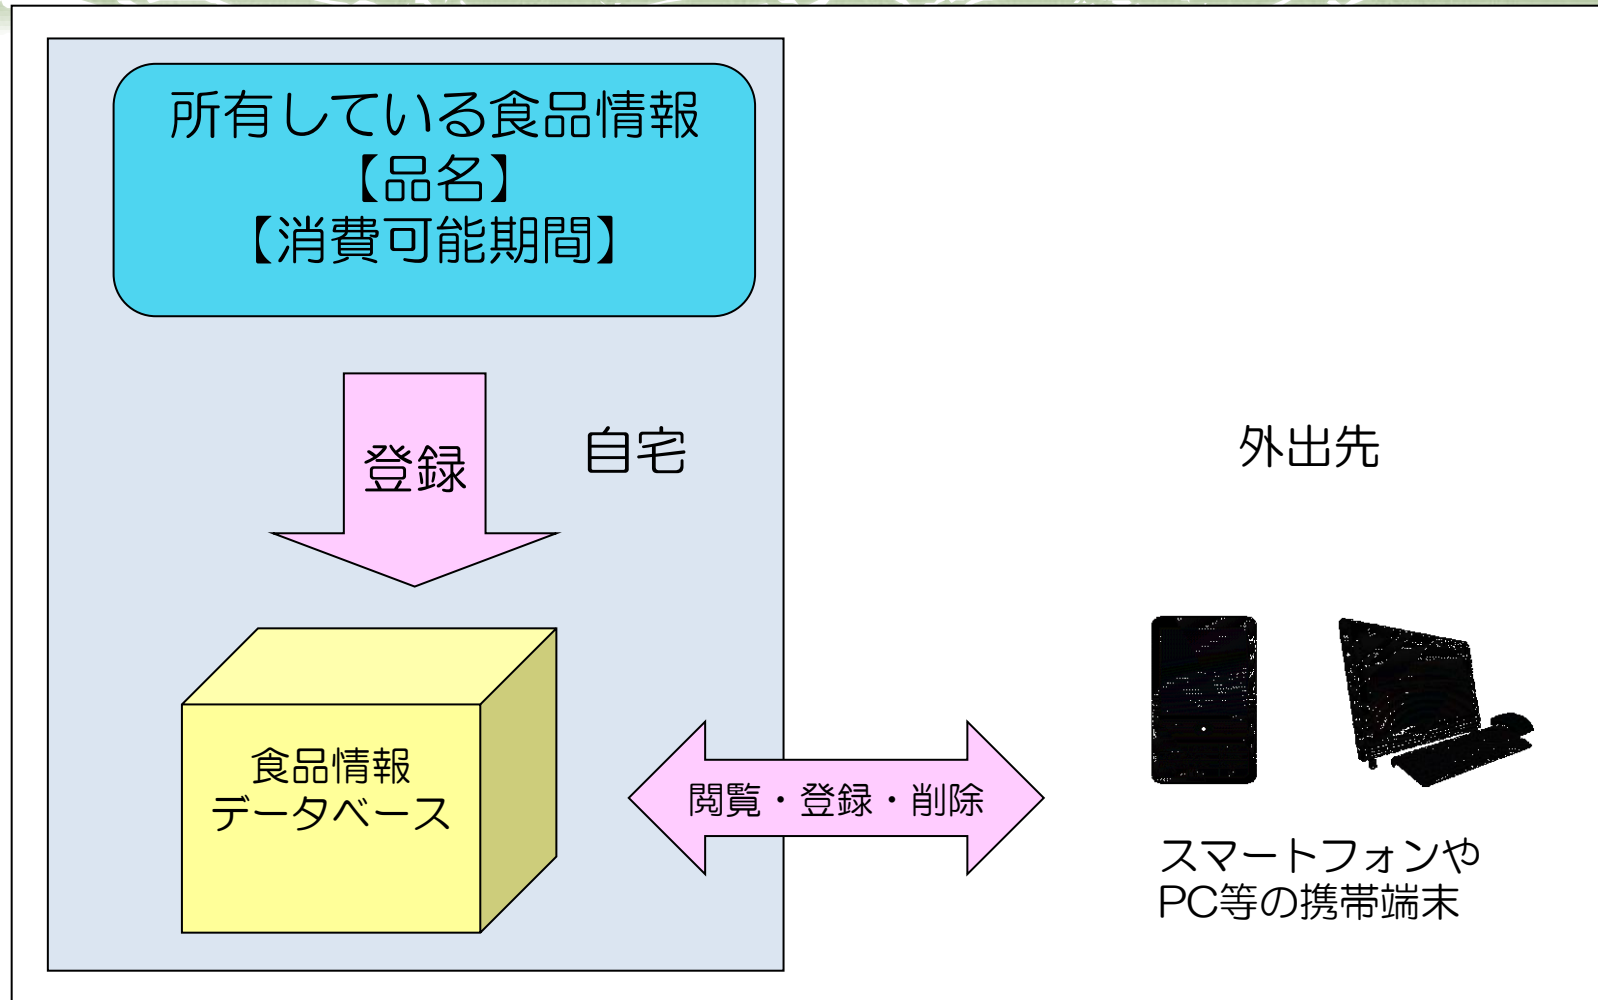 所有している食品情報
【品名】
【消費可能期間】
登録
自宅
外出先
食品情報
データベース
閲覧・登録・削除
スマートフォンや
PC等の携帯端末